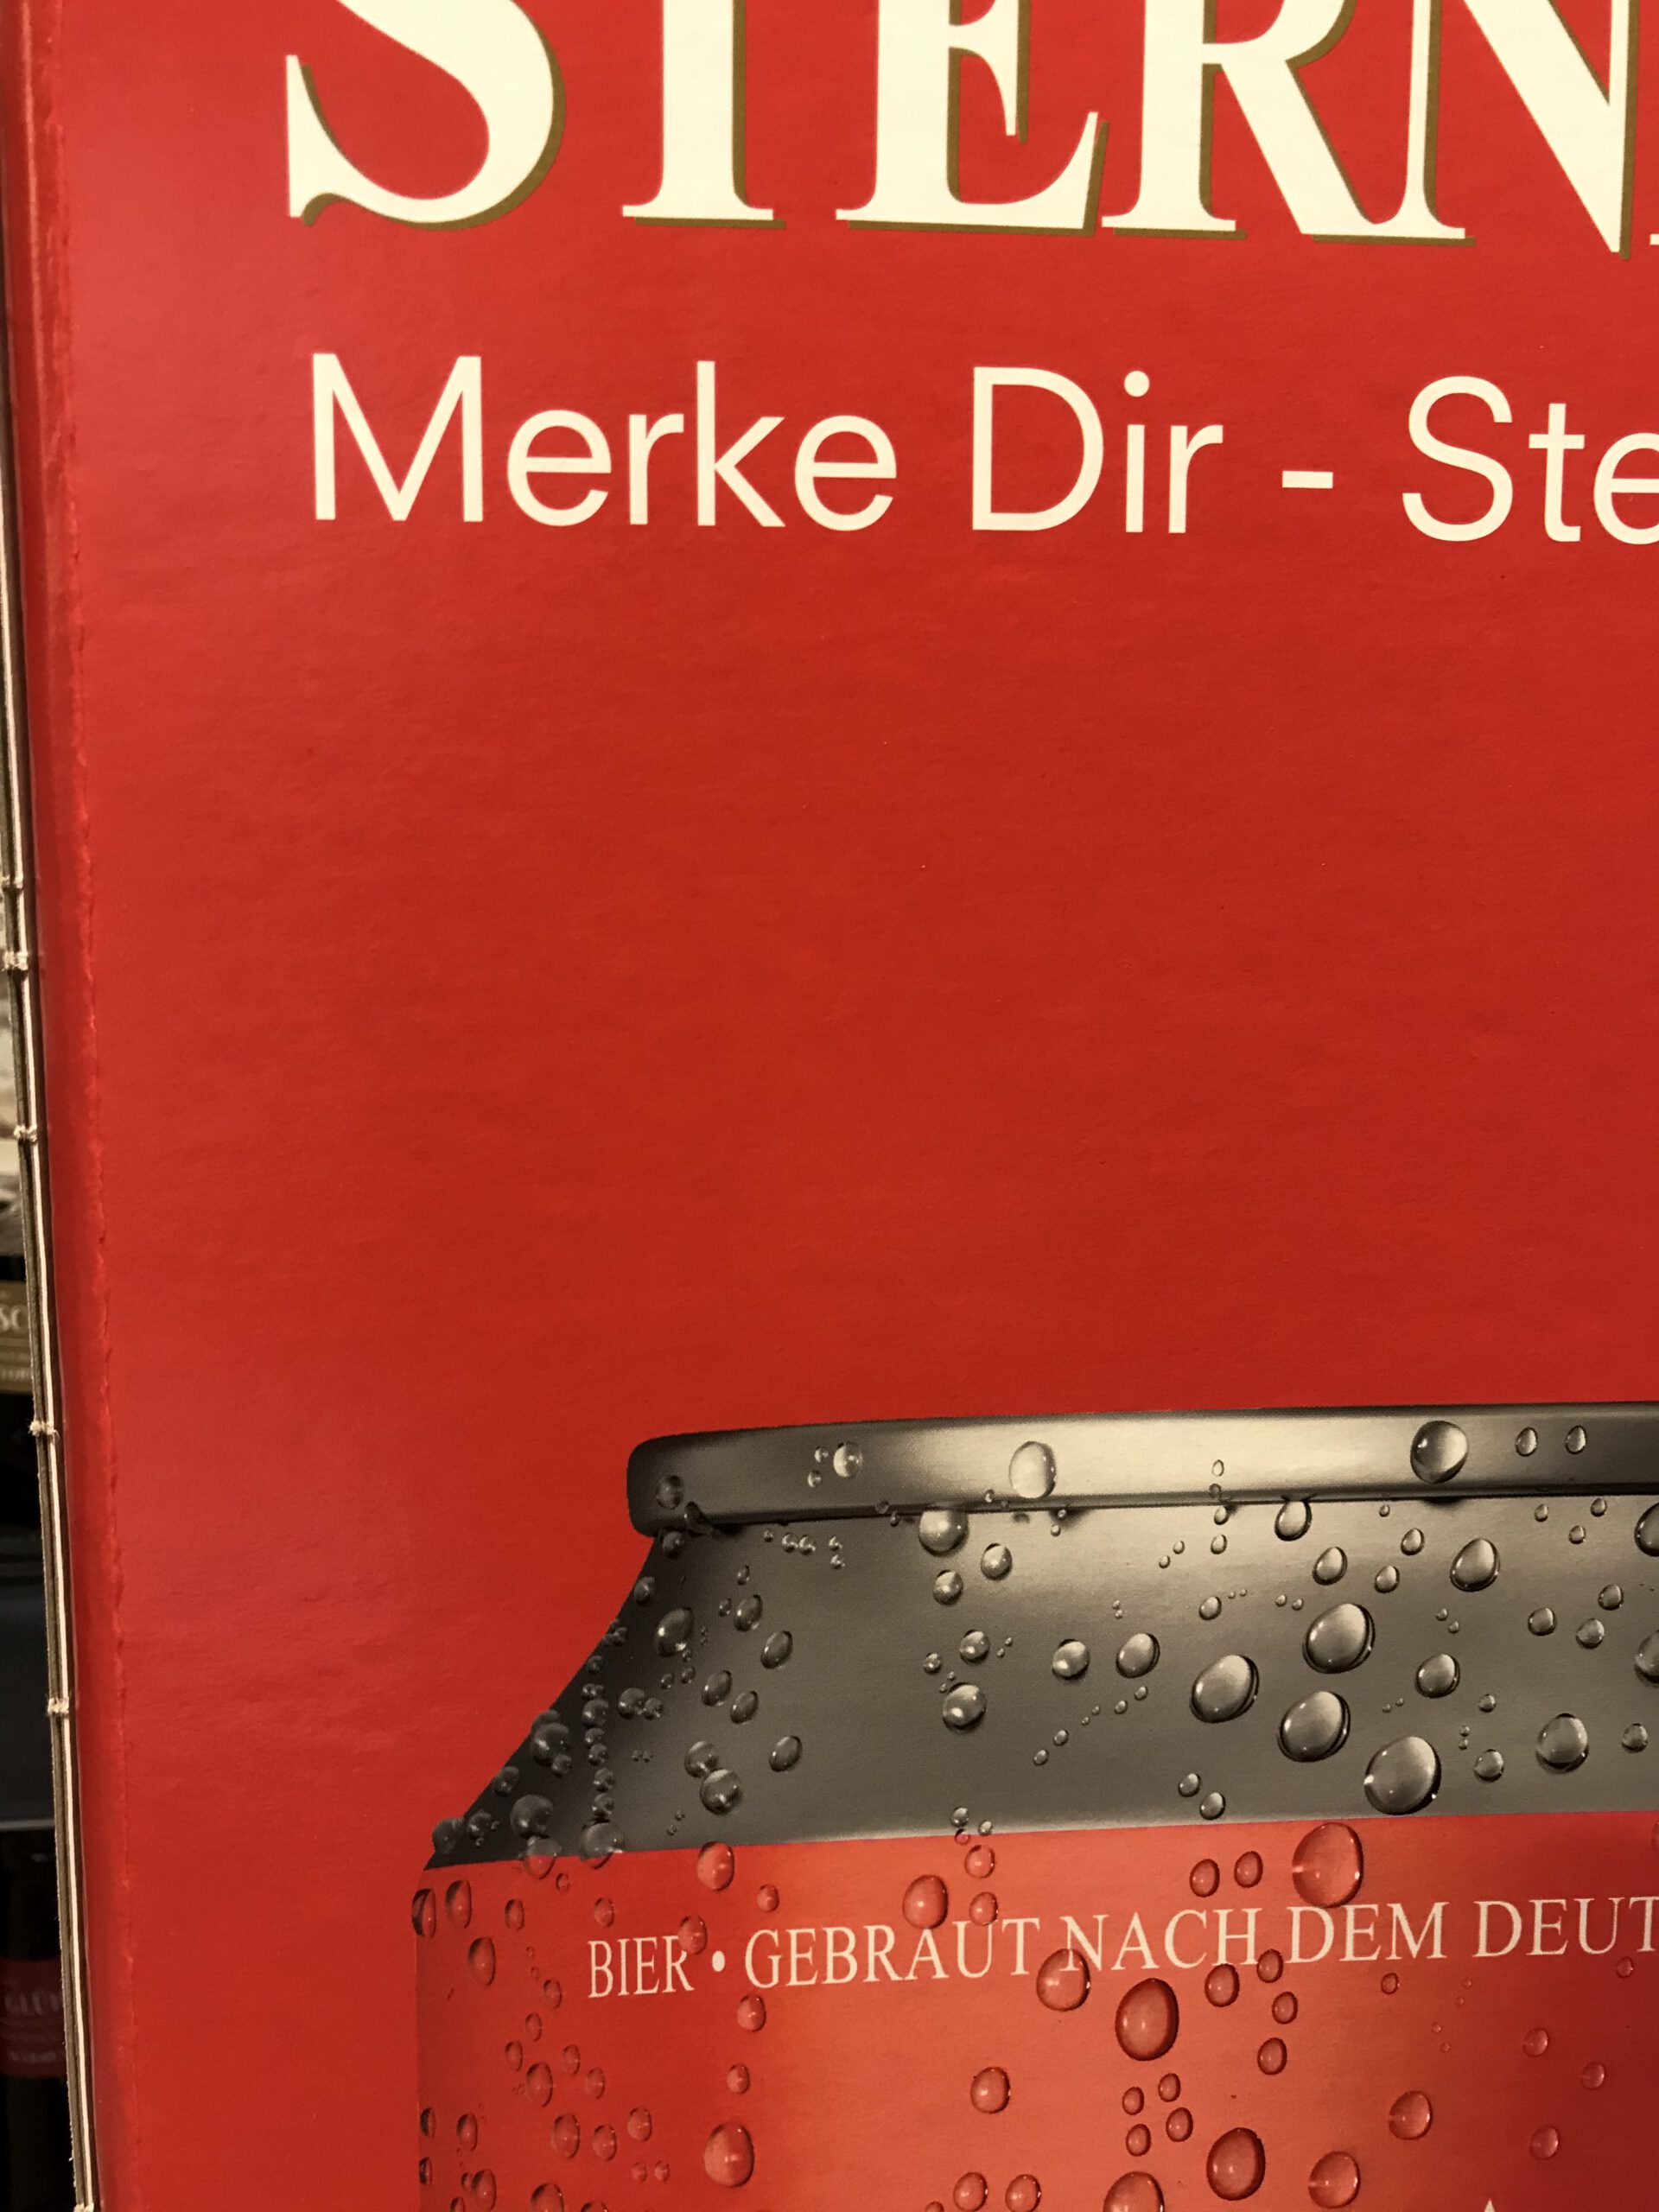 STERN
Merke Dir - Ste
BIER • GEBRAUT NACH DEM DEUT